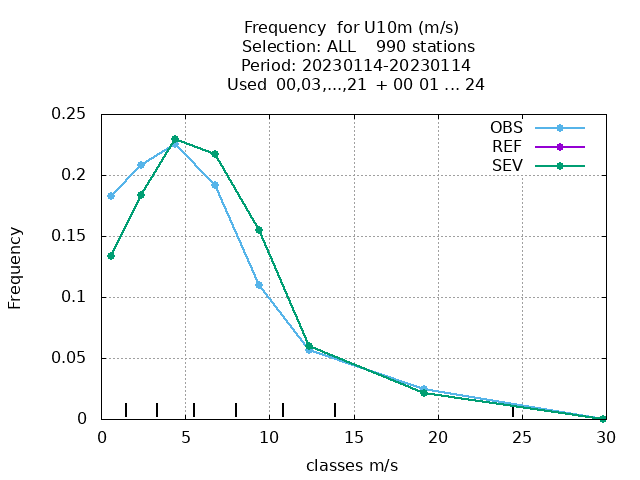 Frequency  for U10m (m/s)
Selection: ALL    990 stations
Period: 20230114-20230114
Used  00,03,...,21  + 00 01 ... 24
OBS
REF
SEV
0.25
0.2
0.15
0.1
0.05
0
Frequency
0 5 10 15 20 25 30
classes m/s